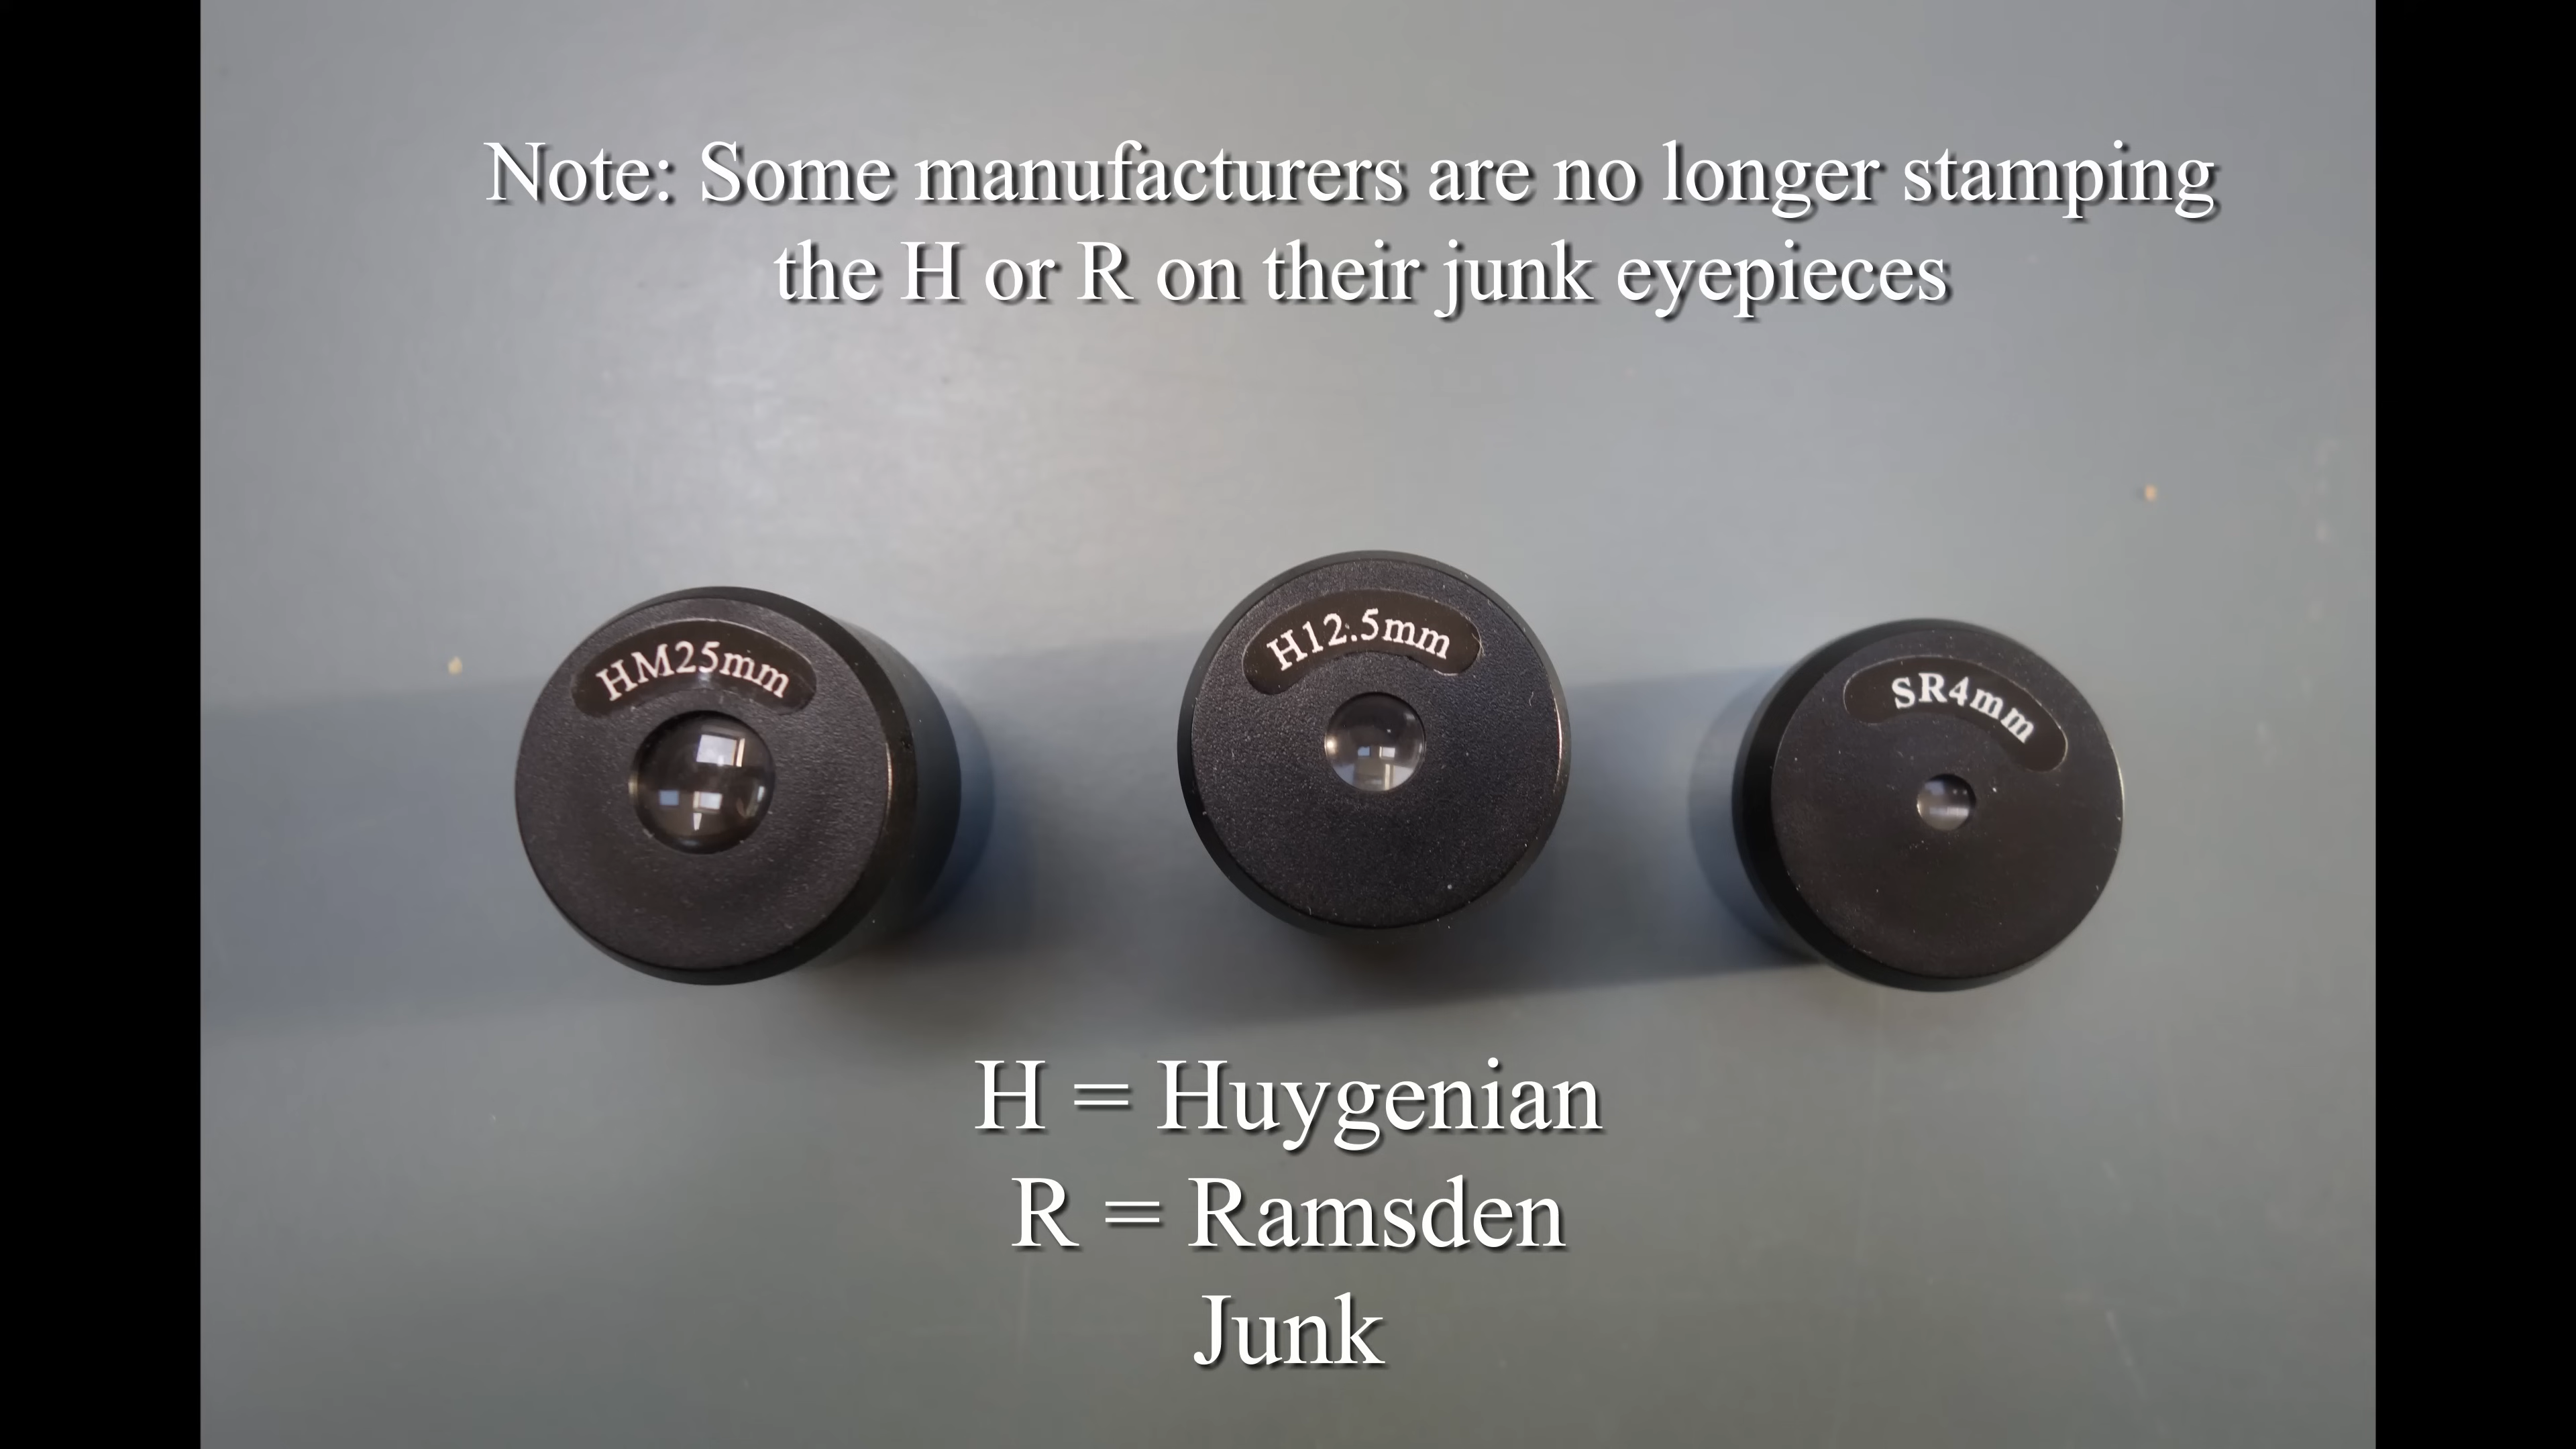 Note: Some manufacturers are no longer stamping
the H or R on their junk eyepieces
HM25mm
H12.5mm
SR4mm
H = Huygenian
R = Ramsden
Junk